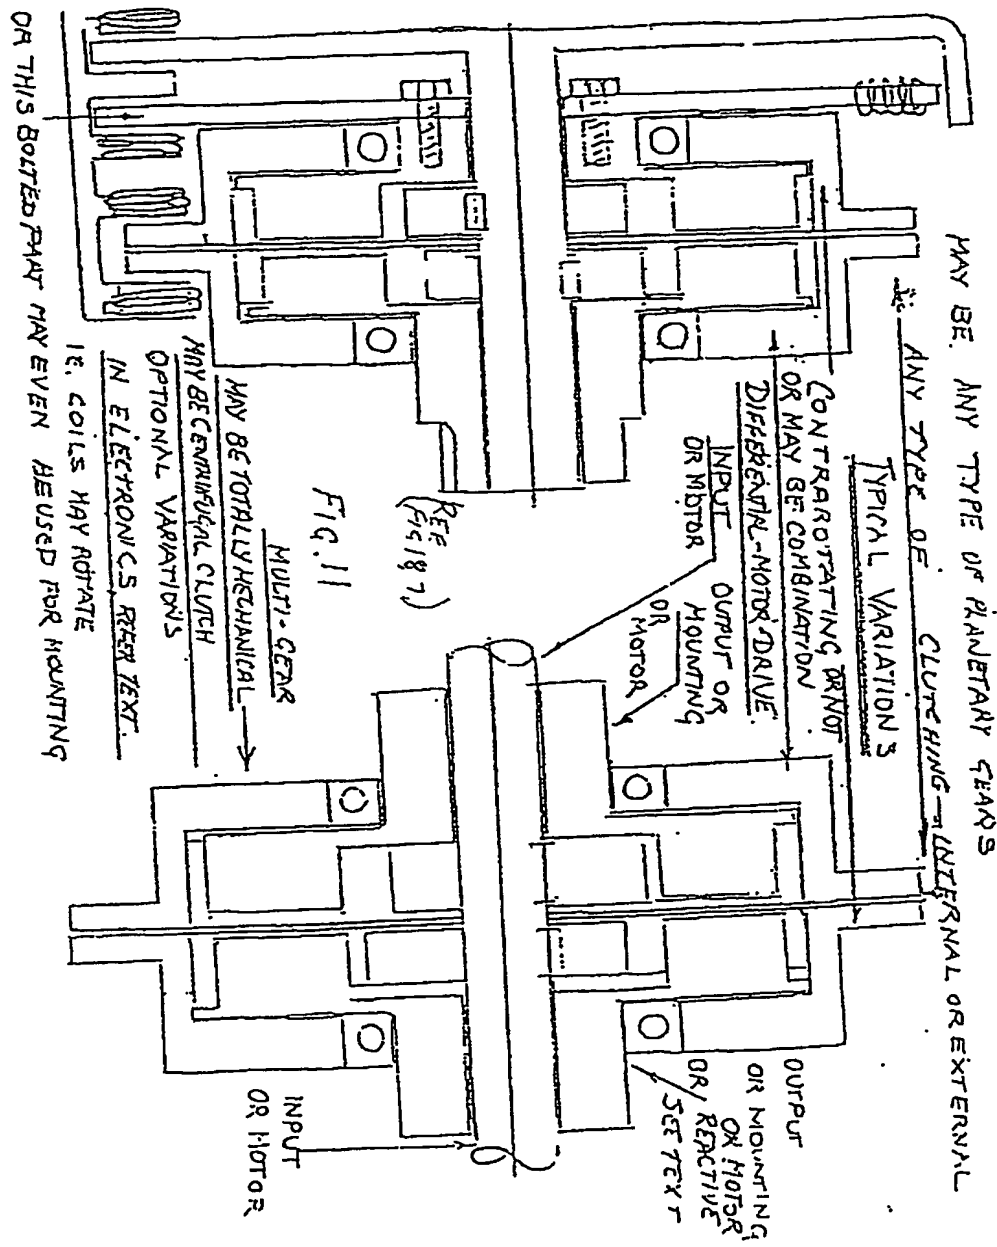 MAY BE ANY TYPE OF PLANETARY GEARS
ANY TYPE OF CLUTCHING - INTERNAL OR EXTERNAL
TYPICAL VARIATIONS
CONTRAROTATING OR NOT
OR MAY BE COMBINATION
DIFFERENTIAL-MOTOR-DRIVE.
INPUT
OR MOTOR
OUTPUT OR
MOUNTING
OR
MOTOR
(REF
FIG 1 & 7)
FIG. 11
MULTI-GEAR
MAY BE TOTALLY MECHANICAL
MAY BE CENTRIFUGAL CLUTCH
OPTIONAL VARIATIONS
IN ELECTRONICS, REFER TEXT.
IE, COILS MAY ROTATE
OR THIS BOLTED PART MAY EVEN BE USED FOR MOUNTING
OUTPUT
OR MOUNTING
OR MOTOR,
OR, REACTIVE
SEE TEXT
INPUT
OR MOTOR